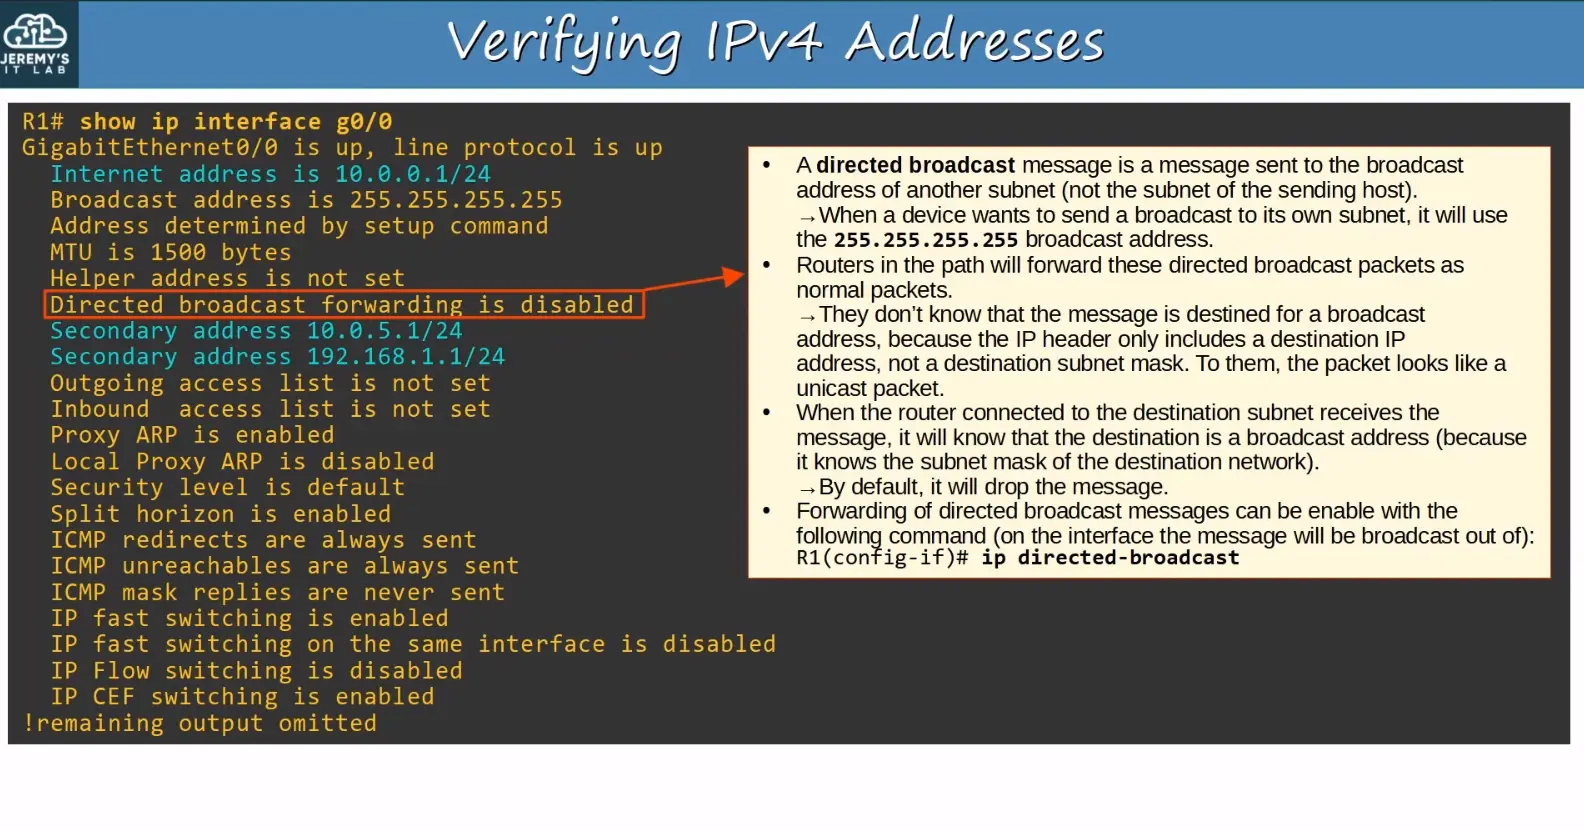 JEREMY'S
IT LAB
Verifying IPv4 Addresses
R1# show ip interface g0/0
GigabitEthernet0/0 is up, line protocol is up
Internet address is 10.0.0.1/24
Broadcast address is 255.255.255.255
Address determined by setup command
MTU is 1500 bytes
Helper address is not set
Directed broadcast forwarding is disabled
Secondary address 10.0.5.1/24
Secondary address 192.168.1.1/24
Outgoing access list is not set
Inbound  access list is not set
Proxy ARP is enabled
Local Proxy ARP is disabled
Security level is default
Split horizon is enabled
ICMP redirects are always sent
ICMP unreachables are always sent
ICMP mask replies are never sent
IP fast switching is enabled
IP fast switching on the same interface is disabled
IP Flow switching is disabled
IP CEF switching is enabled
!remaining output omitted
• A directed broadcast message is a message sent to the broadcast
address of another subnet (not the subnet of the sending host).
→When a device wants to send a broadcast to its own subnet, it will use
the 255.255.255.255 broadcast address.
• Routers in the path will forward these directed broadcast packets as
normal packets.
→They don't know that the message is destined for a broadcast
address, because the IP header only includes a destination IP
address, not a destination subnet mask. To them, the packet looks like a
unicast packet.
• When the router connected to the destination subnet receives the
message, it will know that the destination is a broadcast address (because
it knows the subnet mask of the destination network).
→By default, it will drop the message.
• Forwarding of directed broadcast messages can be enable with the
following command (on the interface the message will be broadcast out of):
R1(config-if)# ip directed-broadcast